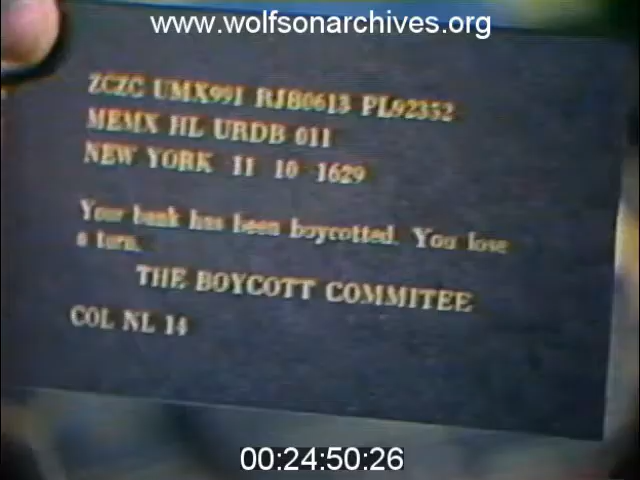 www.wolfsonarchives.org
ZCZC UMX991 RJB0613 PL92352
MEMX HL URDB 011
NEW YORK 11 10 1629
Your bank has been boycotted. You lose
a turn.
THE BOYCOTT COMMITEE
COL NL 14
00:24:50:26